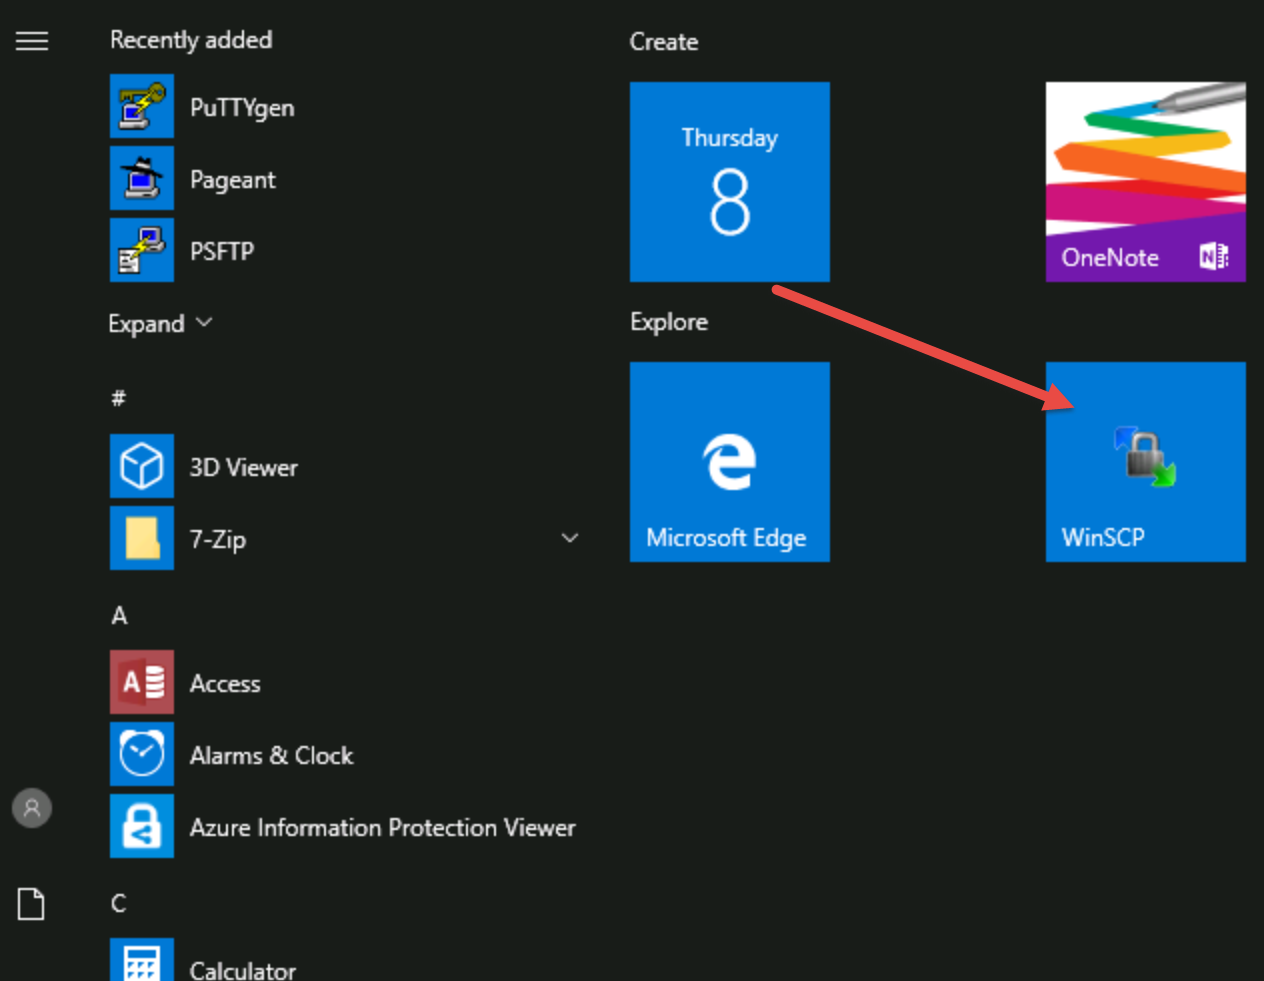 Recently added
PuTTYgen
Pageant
PSFTP
Expand
#
3D Viewer
7-Zip
A
Access
Alarms & Clock
Azure Information Protection Viewer
C
Calculator
Create
Thursday
8
OneNote
N
Explore
Microsoft Edge
WinSCP